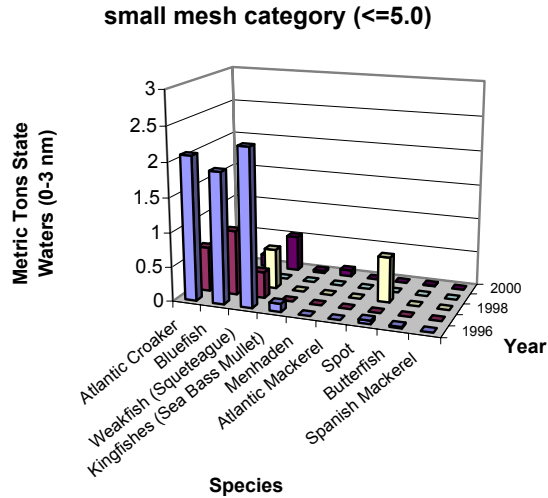 small mesh category (<=5.0)
Metric Tons State
Waters (0-3 nm)
3
2.5
2
1.5
1
0.5
0
Atlantic Croaker
Bluefish
Weakfish (Squeteague)
Kingfishes (Sea Bass Mullet)
Menhaden
Atlantic Mackerel
Spot
Butterfish
Spanish Mackerel
2000
1998
1996
Year
Species